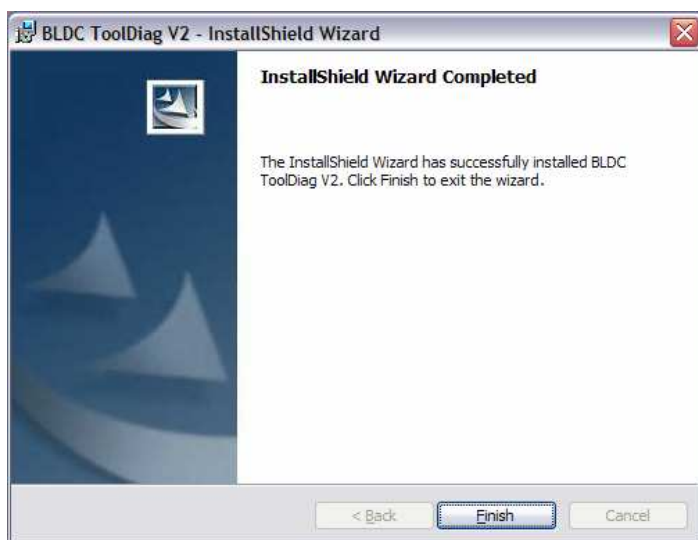 BLDC ToolDiag V2 - InstallShield Wizard
InstallShield Wizard Completed
The InstallShield Wizard has successfully installed BLDC
ToolDiag V2. Click Finish to exit the wizard.
< Back
Finish
Cancel